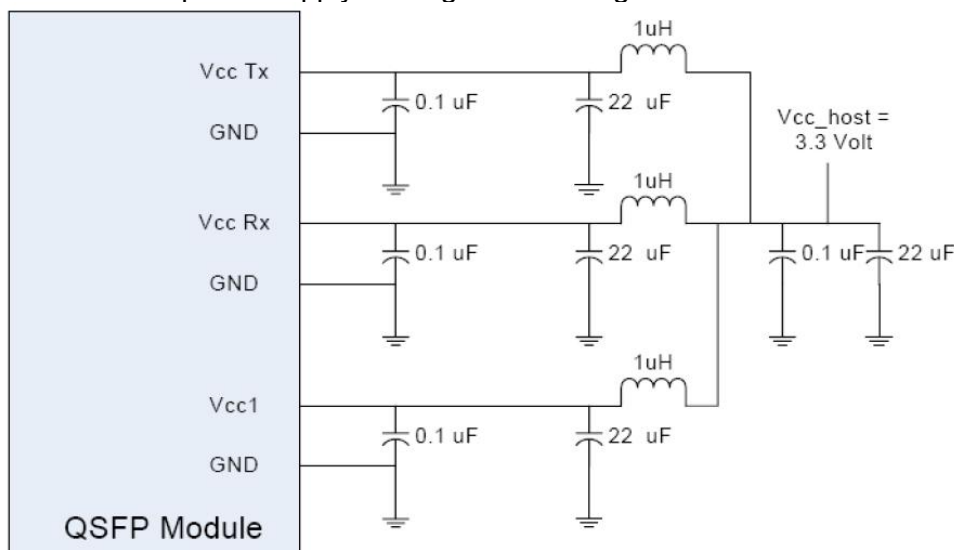 1uH
Vcc Tx
0.1 uF
22 uF
GND
Vcc_host =
3.3 Volt
1uH
Vcc Rx
0.1 uF
22 uF
0.1 uF
22 uF
GND
1uH
Vcc1
0.1 uF
22 uF
GND
QSFP Module